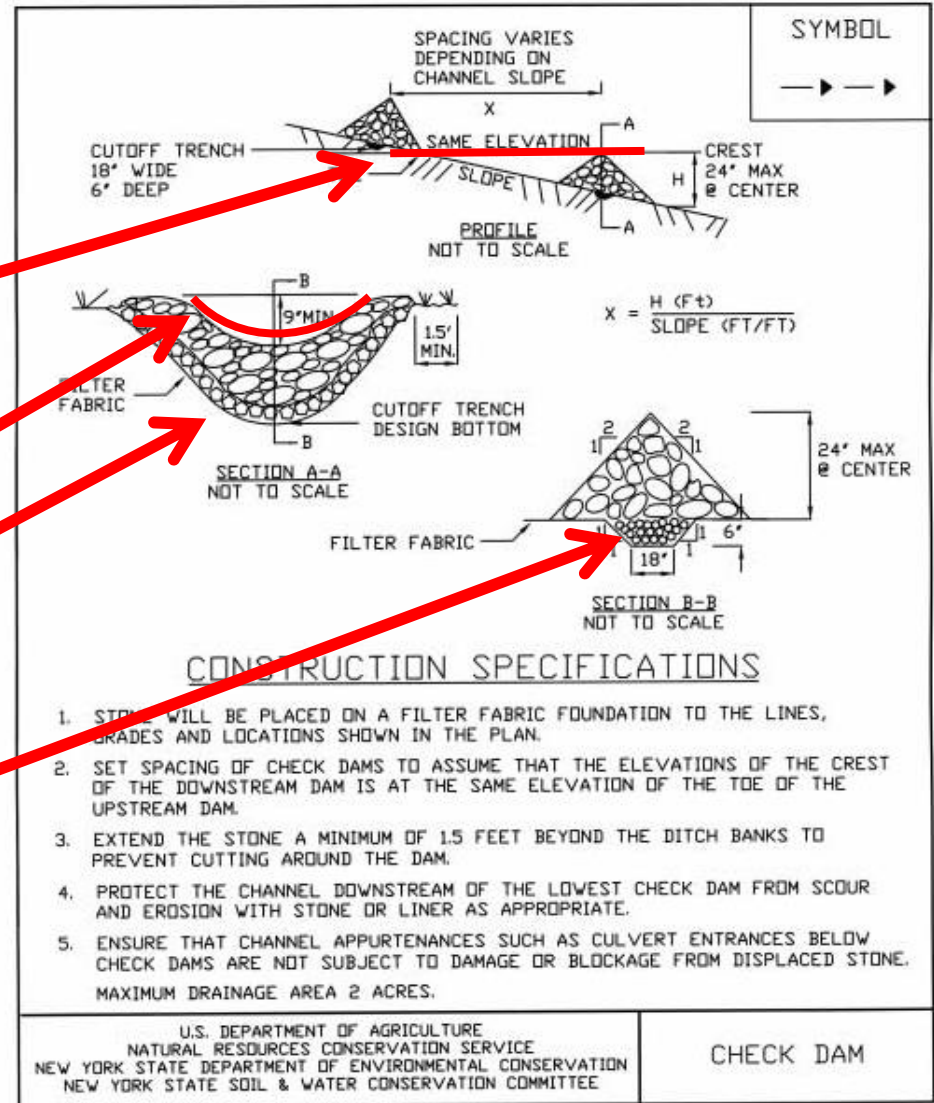 SYMBOL
SPACING VARIES
DEPENDING ON
CHANNEL SLOPE
X
A
SAME ELEVATION
CUTOFF TRENCH
18" WIDE
6" DEEP
SLOPE
H
CREST
24" MAX
@ CENTER
A
PROFILE
NOT TO SCALE
B
9"MIN
1.5'
MIN.
X = H (Ft)
SLOPE (FT/FT)
FILTER
FABRIC
CUTOFF TRENCH
DESIGN BOTTOM
B
SECTION A-A
NOT TO SCALE
2
1
2
1
24" MAX
@ CENTER
FILTER FABRIC
1
1
18"
1
1
6"
SECTION B-B
NOT TO SCALE
CONSTRUCTION SPECIFICATIONS
1. STONE WILL BE PLACED ON A FILTER FABRIC FOUNDATION TO THE LINES,
GRADES AND LOCATIONS SHOWN IN THE PLAN.
2. SET SPACING OF CHECK DAMS TO ASSUME THAT THE ELEVATIONS OF THE CREST
OF THE DOWNSTREAM DAM IS AT THE SAME ELEVATION OF THE TOE OF THE
UPSTREAM DAM.
3. EXTEND THE STONE A MINIMUM OF 1.5 FEET BEYOND THE DITCH BANKS TO
PREVENT CUTTING AROUND THE DAM.
4. PROTECT THE CHANNEL DOWNSTREAM OF THE LOWEST CHECK DAM FROM SCOUR
AND EROSION WITH STONE OR LINER AS APPROPRIATE.
5. ENSURE THAT CHANNEL APPURTENANCES SUCH AS CULVERT ENTRANCES BELOW
CHECK DAMS ARE NOT SUBJECT TO DAMAGE OR BLOCKAGE FROM DISPLACED STONE.
MAXIMUM DRAINAGE AREA 2 ACRES.
U.S. DEPARTMENT OF AGRICULTURE
NATURAL RESOURCES CONSERVATION SERVICE
NEW YORK STATE DEPARTMENT OF ENVIRONMENTAL CONSERVATION
NEW YORK STATE SOIL & WATER CONSERVATION COMMITTEE
CHECK DAM